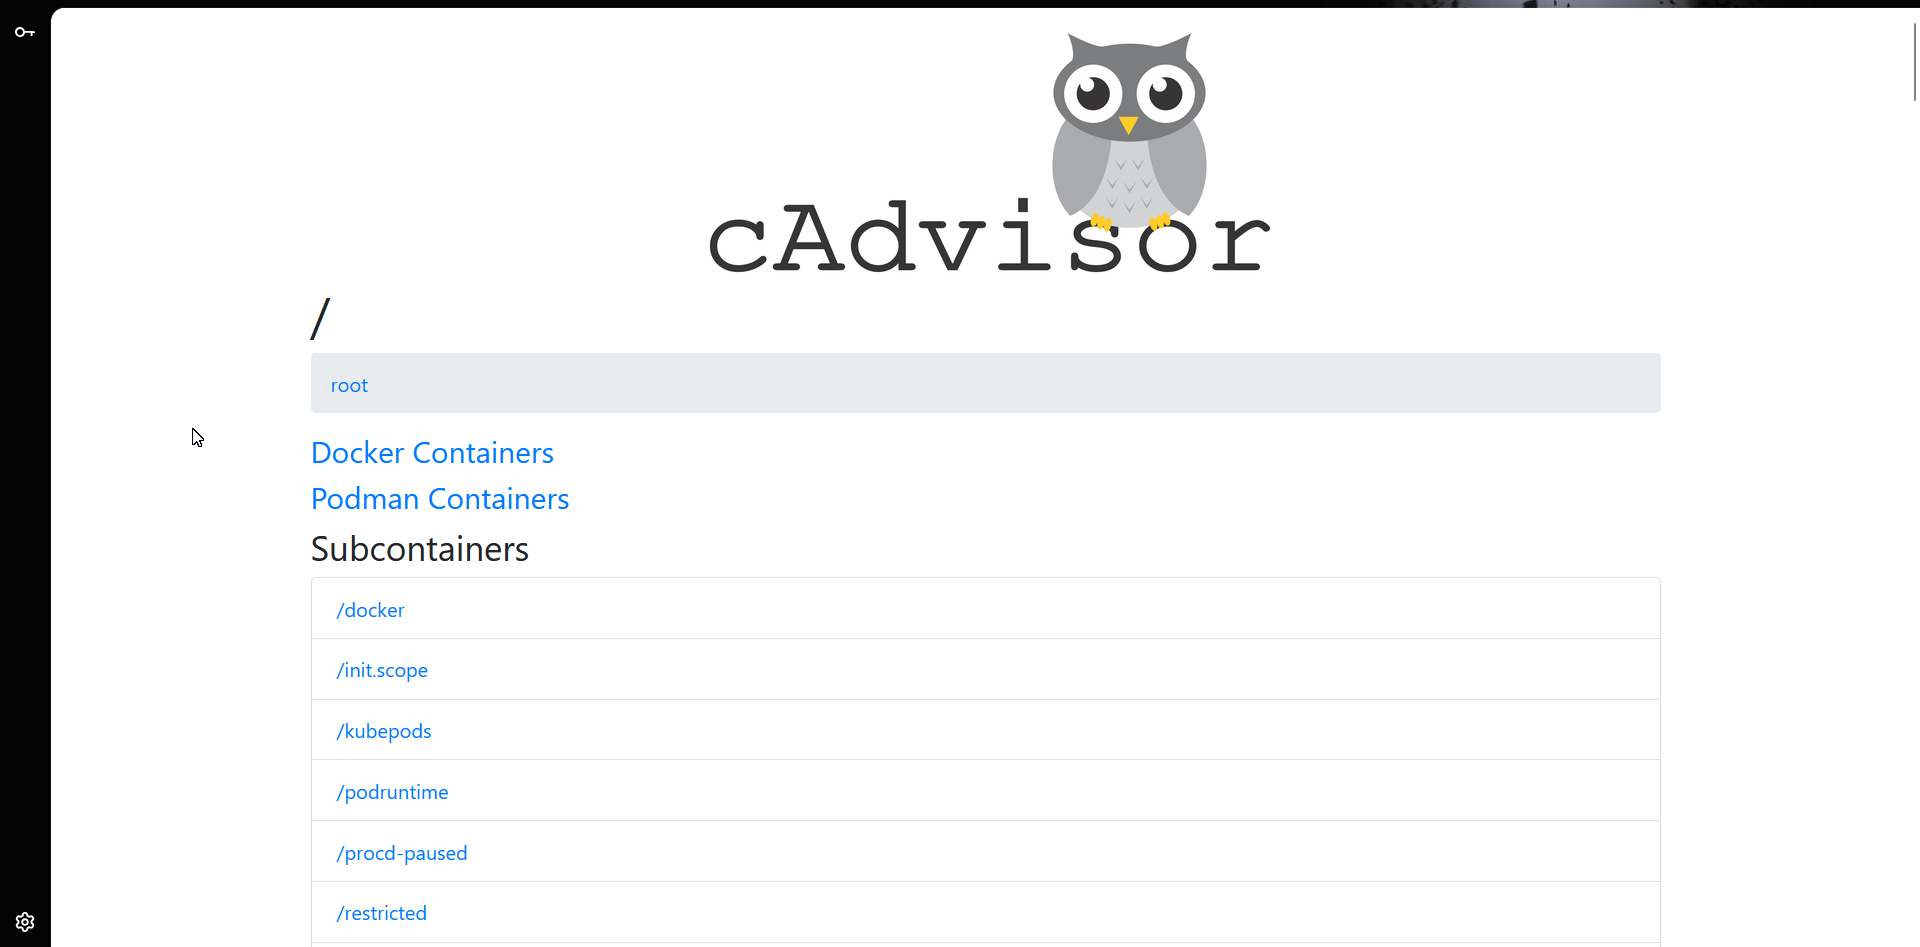 cAdvisor
/
root
Docker Containers
Podman Containers
Subcontainers
/docker
/init.scope
/kubepods
/podruntime
/procd-paused
/restricted